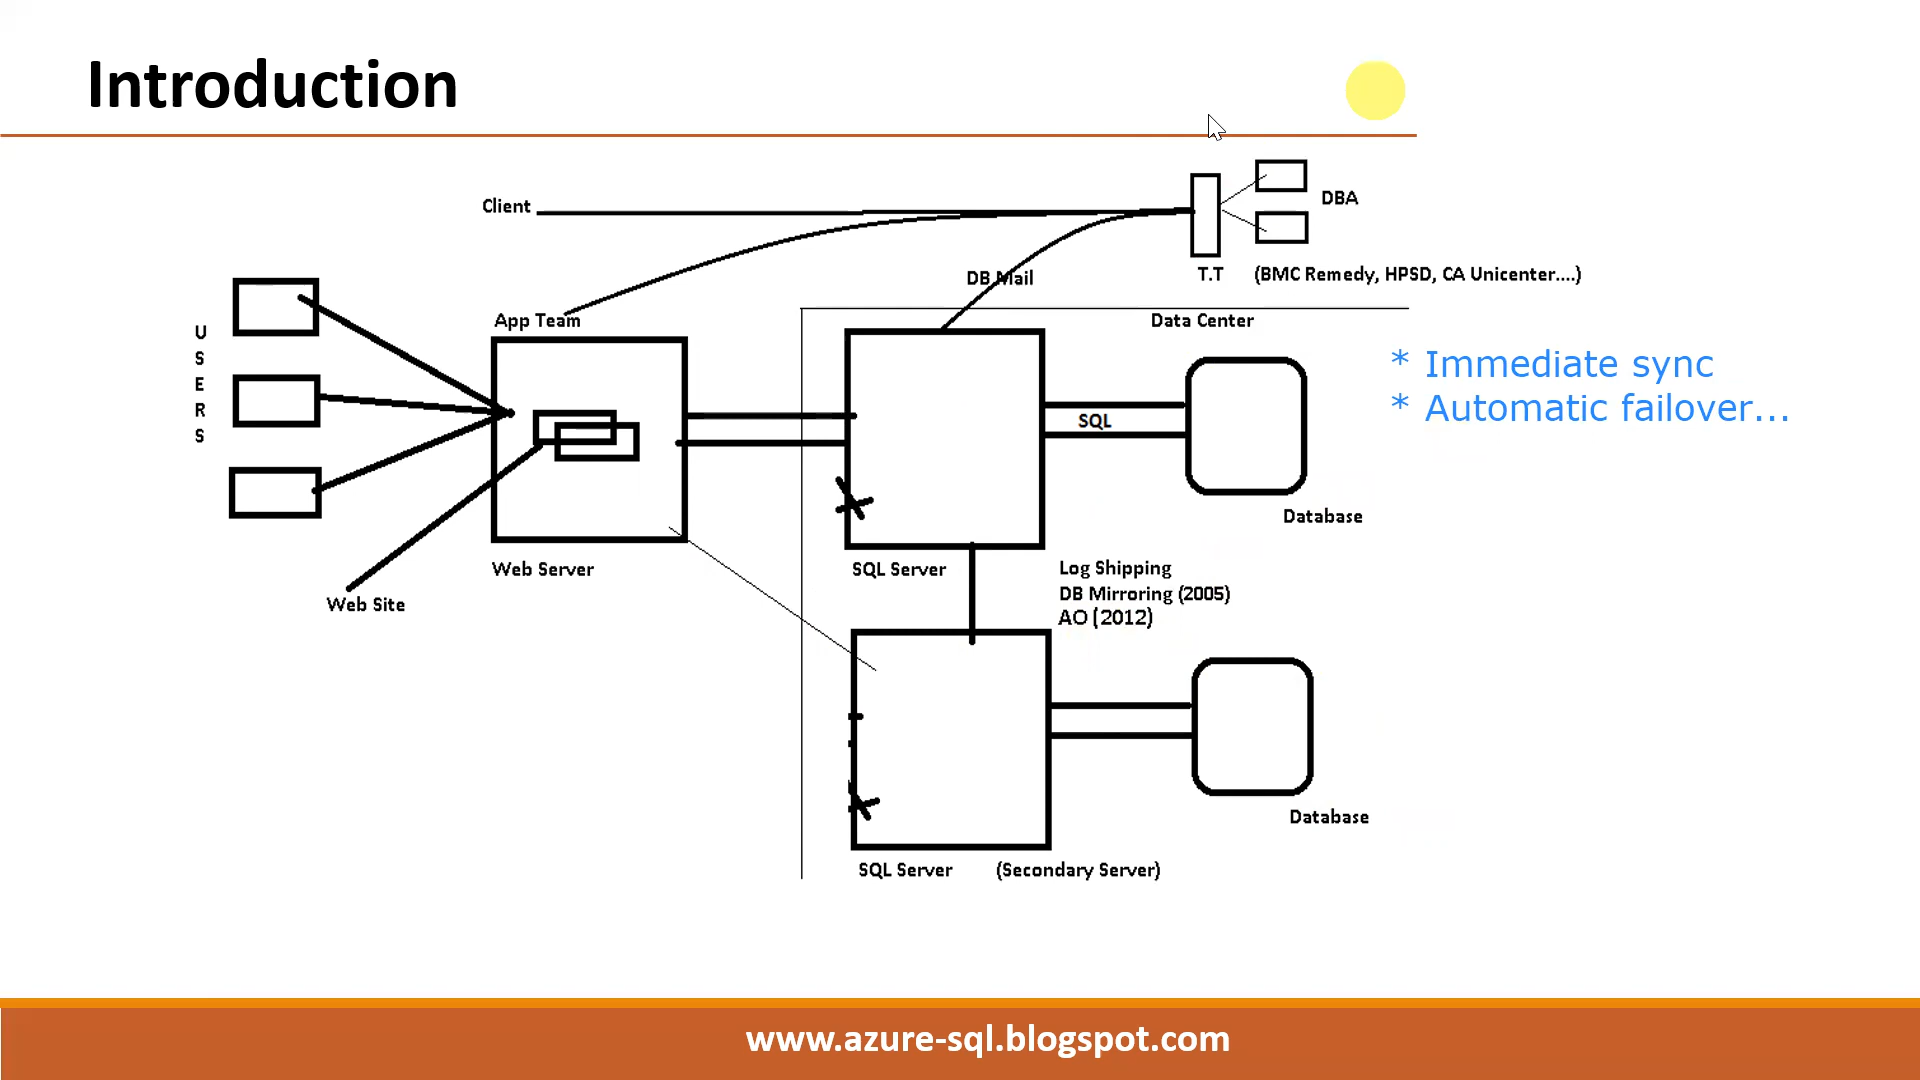 Introduction
Client
DBA
DB Mail
T.T (BMC Remedy, HPSD, CA Unicenter....)
App Team
Data Center
U
S
E
R
S
* Immediate sync
* Automatic failover...
SQL
Database
Web Server
SQL Server
Log Shipping
DB Mirroring (2005)
AO (2012)
Web Site
Database
SQL Server (Secondary Server)
www.azure-sql.blogspot.com